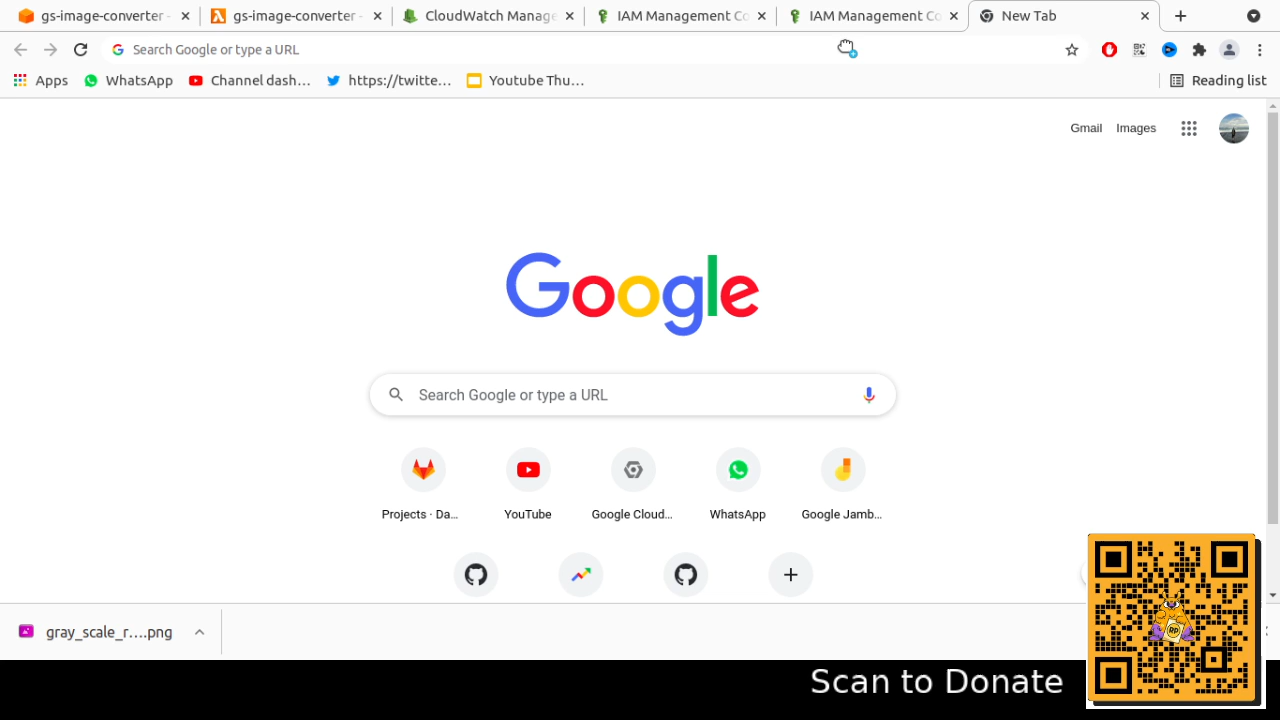 gs-image-converter -
gs-image-converter -
CloudWatch Manage
IAM Management Co
IAM Management Co
New Tab
Search Google or type a URL
Apps
WhatsApp
Channel dash...
https://twitte...
Youtube Thu...
Reading list
Gmail
Images
Google
Search Google or type a URL
Projects · Da...
YouTube
Google Cloud...
WhatsApp
Google Jamb...
RP
gray_scale_r....png
Scan to Donate